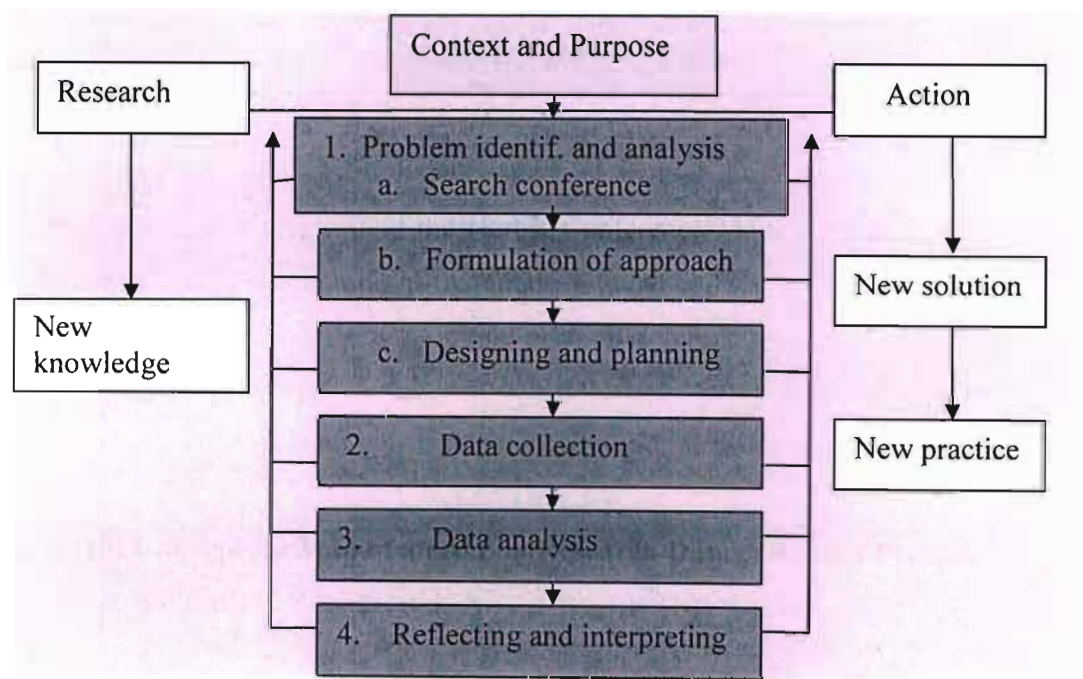 Context and Purpose
Research
Action
1. Problem identif. and analysis
a. Search conference
b. Formulation of approach
New solution
New
knowledge
c. Designing and planning
2. Data collection
New practice
3. Data analysis
4. Reflecting and interpreting